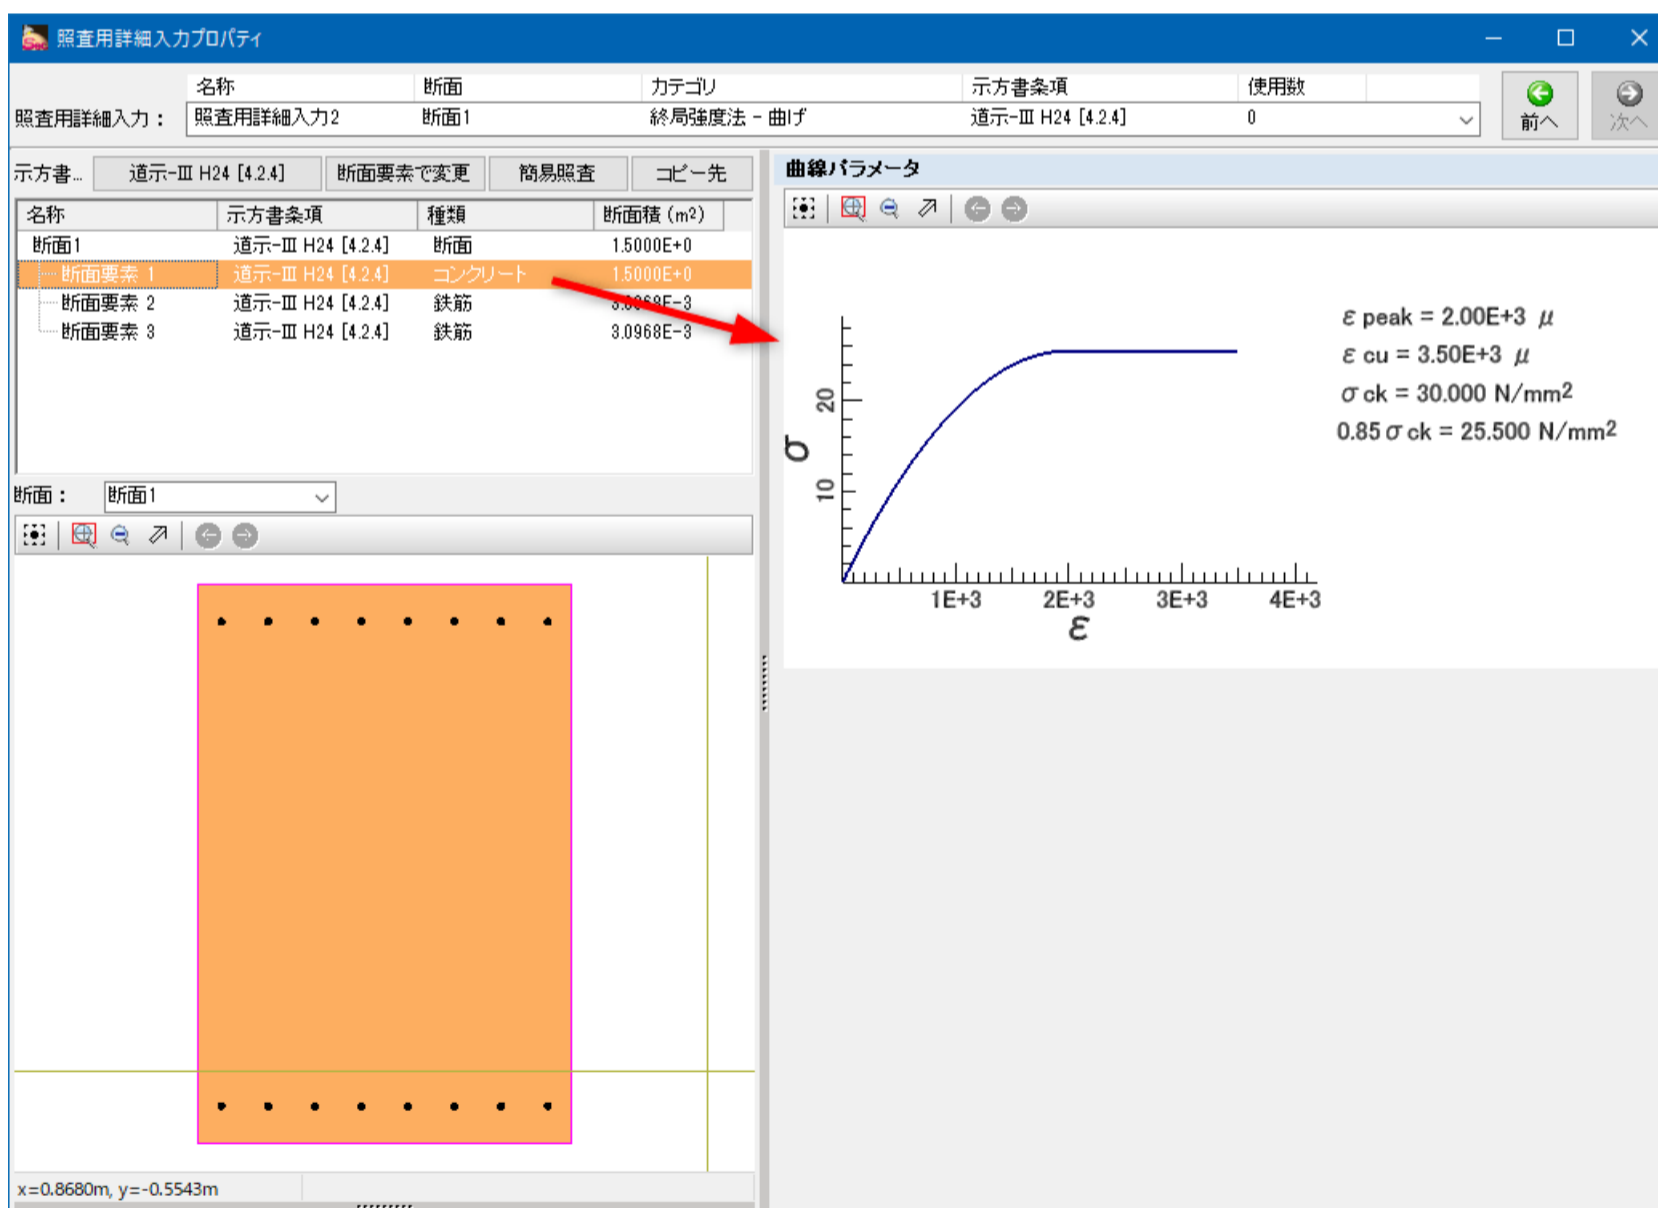 照査用詳細入力プロパティ
名称 断面 カテゴリ 示方書条項 使用数
照査用詳細入力： 照査用詳細入力2 断面1 終局強度法 - 曲げ 道示-Ⅲ H24 [4.2.4] 0
前へ 次へ
示方書... 道示-Ⅲ H24 [4.2.4] 断面要素で変更 簡易照査 コピー先
名称 示方書条項 種類 断面積 (m²)
断面1 道示-Ⅲ H24 [4.2.4] 断面 1.5000E+0
断面要素 1 道示-Ⅲ H24 [4.2.4] コンクリート 1.5000E+0
断面要素 2 道示-Ⅲ H24 [4.2.4] 鉄筋 3.0968E-3
断面要素 3 道示-Ⅲ H24 [4.2.4] 鉄筋 3.0968E-3
断面： 断面1
x=0.8680m, y=-0.5543m
曲線パラメータ
ε peak = 2.00E+3 μ
ε cu = 3.50E+3 μ
σ ck = 30.000 N/mm2
0.85 σ ck = 25.500 N/mm2
20
σ
10
1E+3 2E+3 3E+3 4E+3
ε